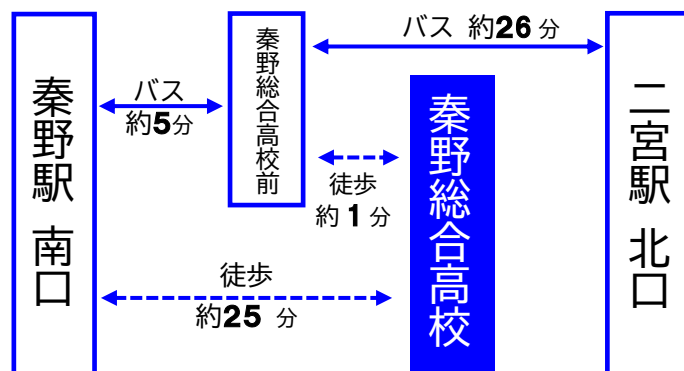 秦野駅 南口
バス
約5分
秦野総合高校前
バス 約26分
徒歩
約1分
秦野総合高校
徒歩
約25分
二宮駅 北口